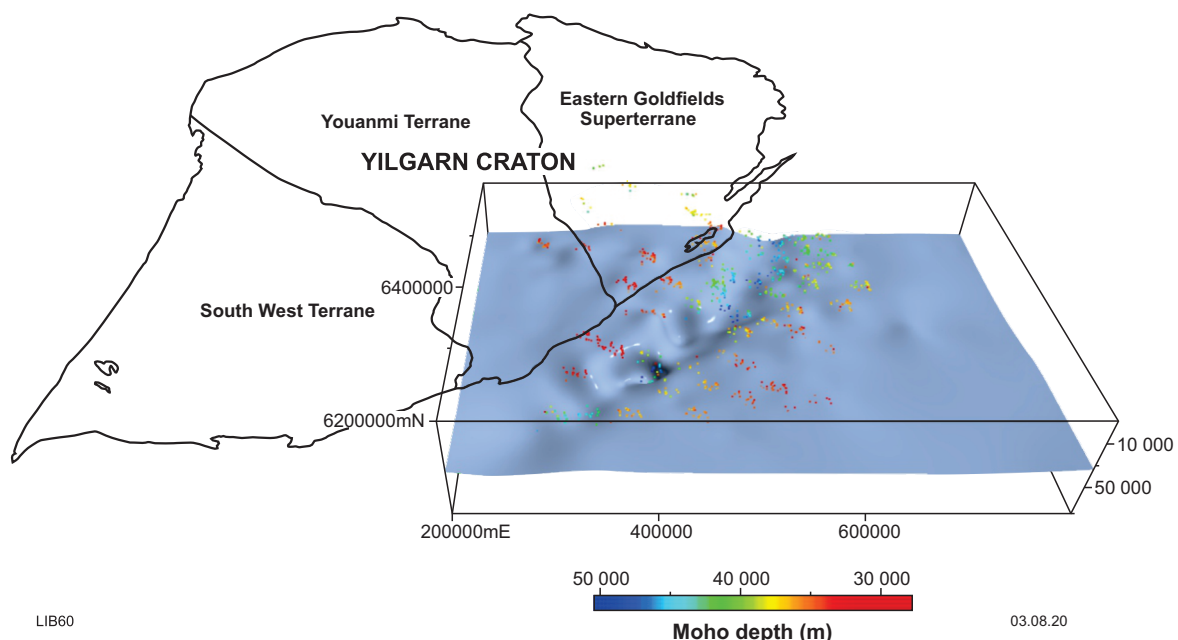 Eastern Goldfields
Superterrane
Youanmi Terrane
YILGARN CRATON
South West Terrane
6400000
6200000mN
10 000
50 000
200000mE
400000
600000
50 000
40 000
30 000
Moho depth (m)
LIB60
03.08.20